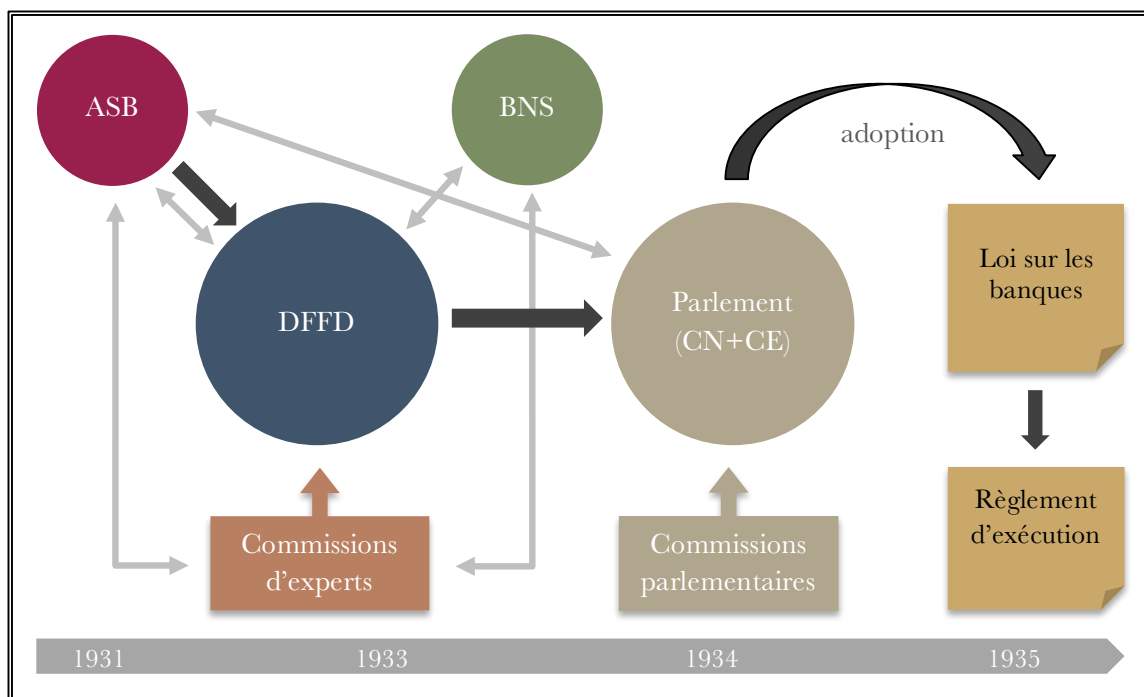 ASB
BNS
adoption
DFFD
Parlement
(CN+CE)
Loi sur les
banques
Commissions
d’experts
Commissions
parlementaires
Règlement
d’exécution
1931
1933
1934
1935